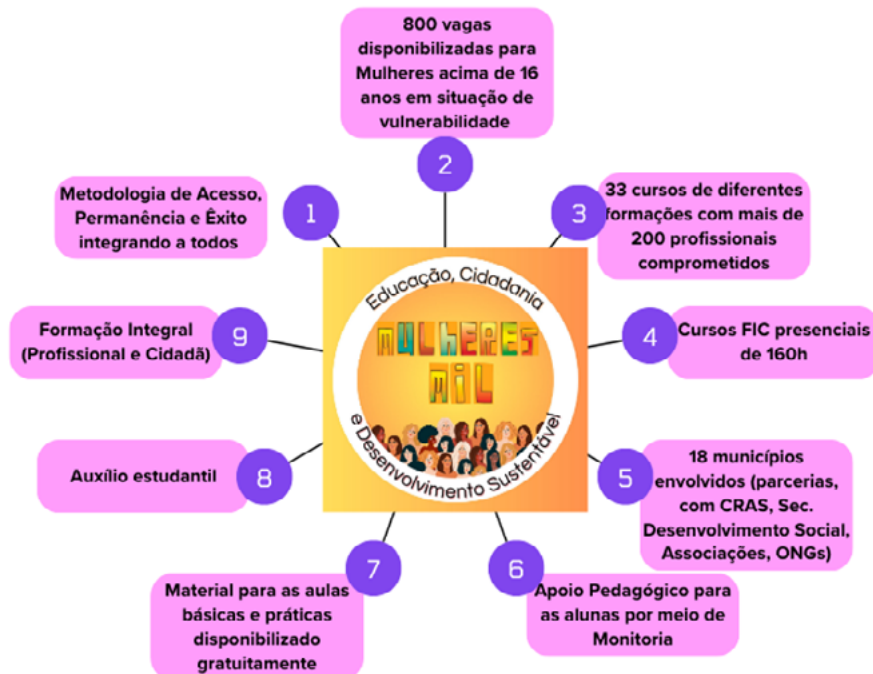 Metodologia de Acesso,
Permanência e Êxito
integrando a todos
1
800 vagas
disponibilizadas para
Mulheres acima de 16
anos em situação de
vulnerabilidade
2
33 cursos de diferentes
formações com mais de
200 profissionais
comprometidos
3
Cursos FIC presenciais
de 160h
4
18 municípios
envolvidos (parcerias,
com CRAS, Sec.
Desenvolvimento Social,
Associações, ONGs)
5
Apoio Pedagógico para
as alunas por meio de
Monitoria
6
Material para as aulas
básicas e práticas
disponibilizado
gratuitamente
7
Auxílio estudantil
8
Formação Integral
(Profissional e Cidadã)
9
Educação, Cidadania
MULHERES
MIL
e Desenvolvimento Sustentável